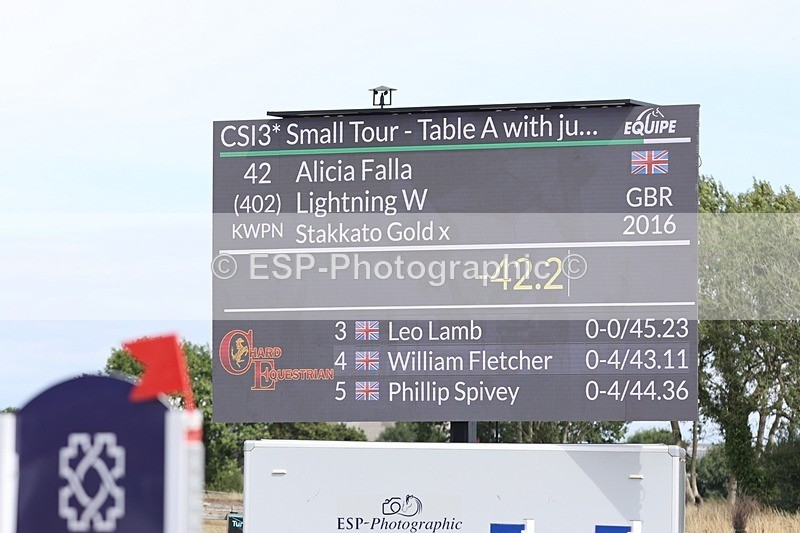 CSI3* Small Tour - Table A with ju... EQUIPE
42 Alicia Falla
(402) Lightning W GBR
KWPN Stakkato Gold x 2016
-42.2
© ESP-Photographic ©
3 Leo Lamb 0-0/45.23
4 William Fletcher 0-4/43.11
5 Phillip Spivey 0-4/44.36
CHARD
EQUESTRIAN
ESP-Photographic